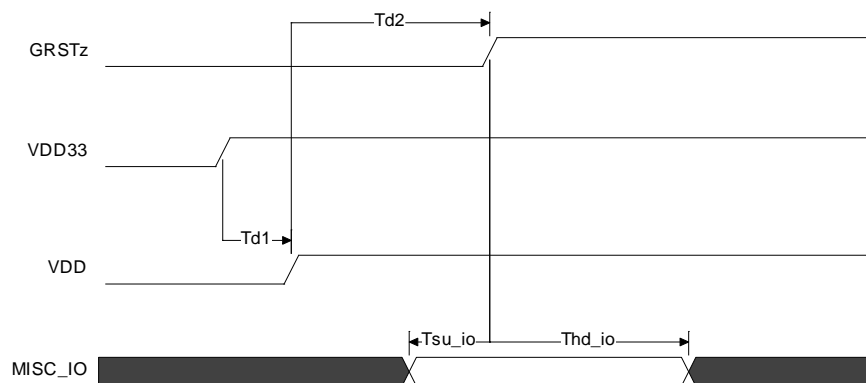 Td2
GRSTz
VDD33
Td1
VDD
Tsu_io
Thd_io
MISC_IO